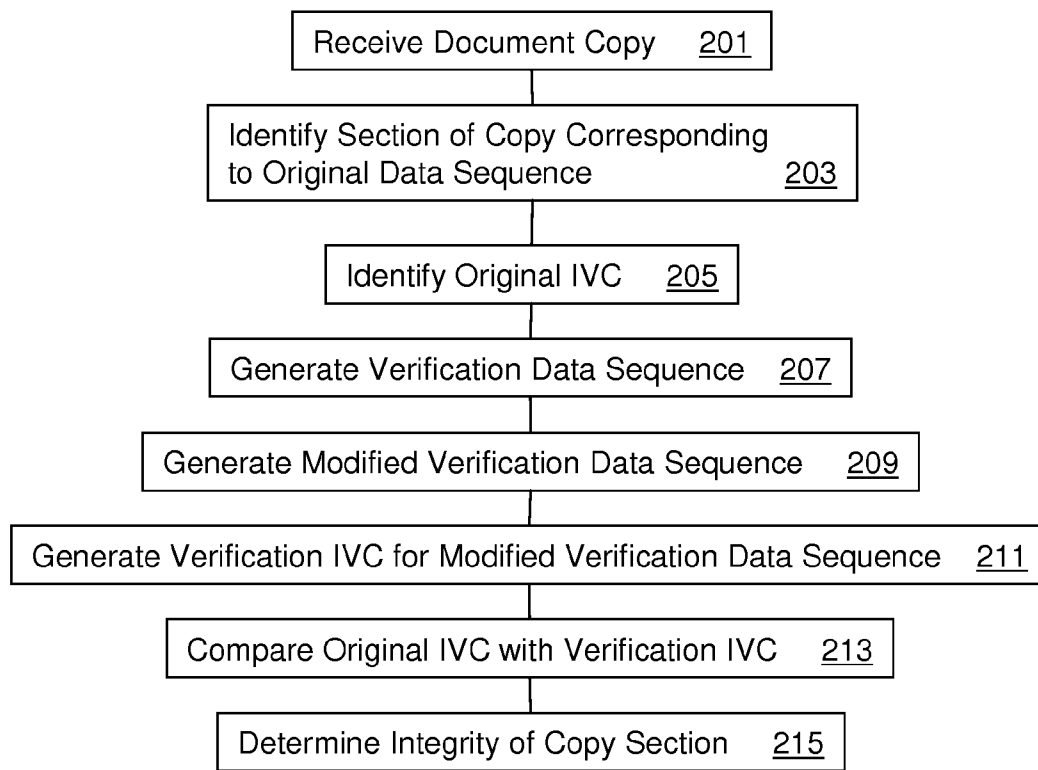 Receive Document Copy 201
Identify Section of Copy Corresponding
to Original Data Sequence 203
Identify Original IVC 205
Generate Verification Data Sequence 207
Generate Modified Verification Data Sequence 209
Generate Verification IVC for Modified Verification Data Sequence 211
Compare Original IVC with Verification IVC 213
Determine Integrity of Copy Section 215